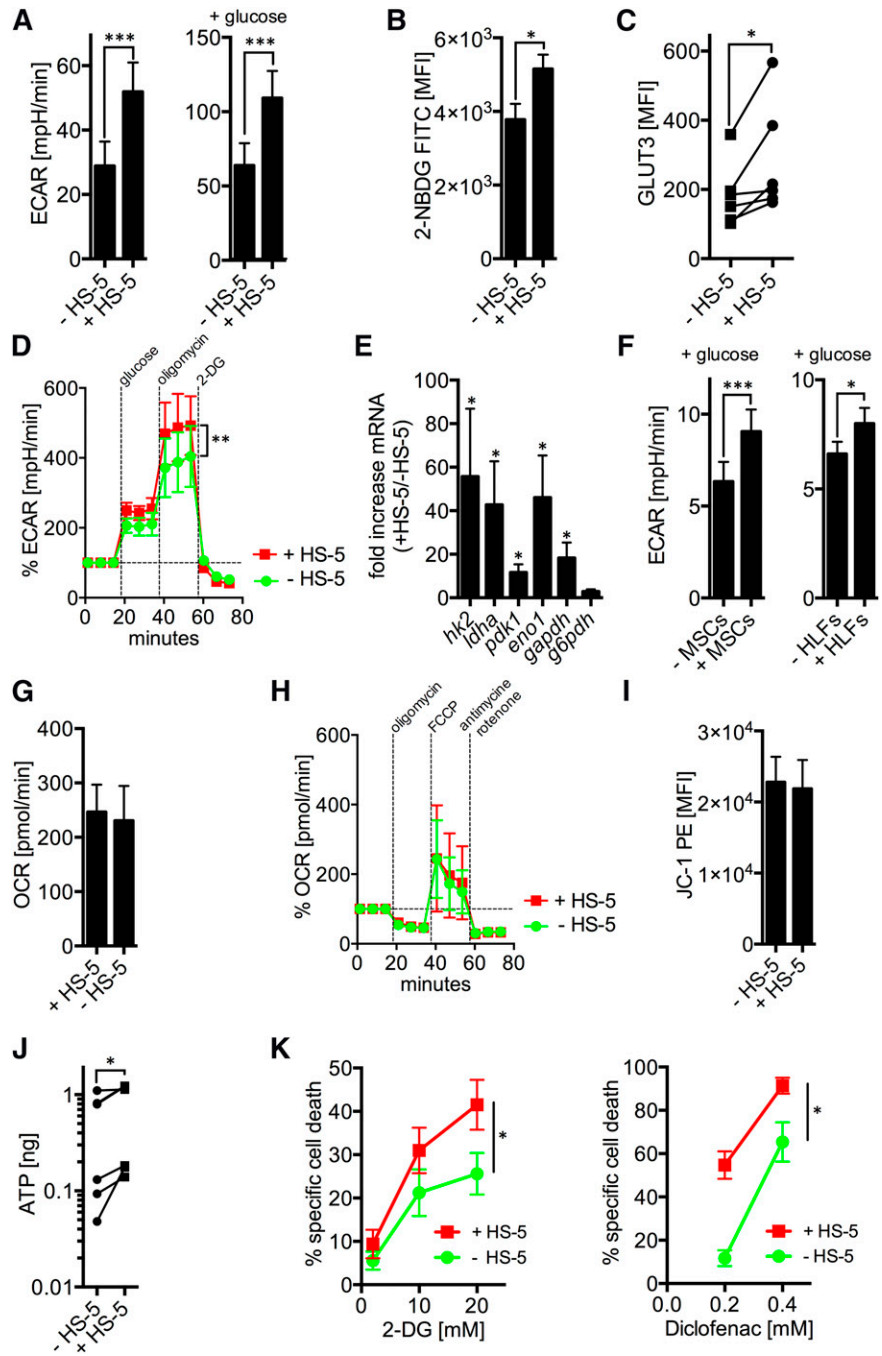 A
***
60
40
20
0
ECAR [mpH/min]
- HS-5
+ HS-5
+ glucose
***
150
100
50
0
- HS-5
+ HS-5
B
*
6×10³
4×10³
2×10³
0
2-NBDG FITC [MFI]
- HS-5
+ HS-5
C
*
600
400
200
0
GLUT3 [MFI]
- HS-5
+ HS-5
D
glucose
oligomycin
2-DG
600
400
200
0
% ECAR [mpH/min]
**
+ HS-5
- HS-5
0 20 40 60 80
minutes
E
100
80
60
40
20
0
fold increase mRNA
(+HS-5/-HS-5)
* * * * *
hk2
ldha
pdk1
eno1
gapdh
g6pdh
F
+ glucose
***
10
5
0
ECAR [mpH/min]
- MSCs
+ MSCs
+ glucose
*
10
5
0
- HLFs
+ HLFs
G
400
300
200
100
0
OCR [pmol/min]
+ HS-5
- HS-5
H
oligomycin
FCCP
antimycine
rotenone
600
400
200
0
% OCR [pmol/min]
+ HS-5
- HS-5
0 20 40 60 80
minutes
I
3×10⁴
2×10⁴
1×10⁴
0
JC-1 PE [MFI]
- HS-5
+ HS-5
J
*
1
0.1
0.01
ATP [ng]
- HS-5
+ HS-5
K
50
40
30
20
10
0
% specific cell death
*
+ HS-5
- HS-5
0 10 20
2-DG [mM]
100
80
60
40
20
0
% specific cell death
*
+ HS-5
- HS-5
0.0 0.2 0.4
Diclofenac [mM]